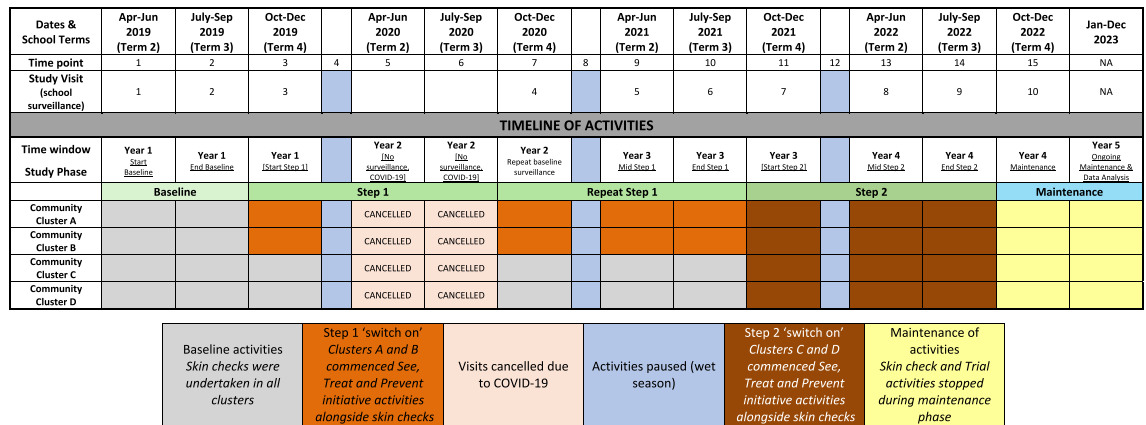 Dates & School Terms Apr-Jun 2019 (Term 2) July-Sep 2019 (Term 3) Oct-Dec 2019 (Term 4) Apr-Jun 2020 (Term 2) July-Sep 2020 (Term 3) Oct-Dec 2020 (Term 4) Apr-Jun 2021 (Term 2) July-Sep 2021 (Term 3) Oct-Dec 2021 (Term 4) Apr-Jun 2022 (Term 2) July-Sep 2022 (Term 3) Oct-Dec 2022 (Term 4) Jan-Dec 2023
Time point 1 2 3 4 5 6 7 8 9 10 11 12 13 14 15 NA
Study Visit (school surveillance) 1 2 3 4 5 6 7 8 9 10 NA
TIMELINE OF ACTIVITIES
Time window Study Phase Year 1 Start Baseline Year 1 End Baseline Year 1 [Start Step 1] Year 2 [No surveillance, COVID-19] Year 2 [No surveillance, COVID-19] Year 2 Repeat baseline surveillance Year 3 Mid Step 1 Year 3 End Step 1 Year 3 [Start Step 2] Year 4 Mid Step 2 Year 4 End Step 2 Year 4 Maintenance Year 5 Ongoing Maintenance & Data Analysis
Baseline Step 1 Repeat Step 1 Step 2 Maintenance
Community Cluster A CANCELLED CANCELLED
Community Cluster B CANCELLED CANCELLED
Community Cluster C CANCELLED CANCELLED
Community Cluster D CANCELLED CANCELLED
Baseline activities
Skin checks were
undertaken in all
clusters
Step 1 ‘switch on’
Clusters A and B
commenced See,
Treat and Prevent
initiative activities
alongside skin checks
Visits cancelled due
to COVID-19
Activities paused (wet
season)
Step 2 ‘switch on’
Clusters C and D
commenced See,
Treat and Prevent
initiative activities
alongside skin checks
Maintenance of
activities
Skin check and Trial
activities stopped
during maintenance
phase